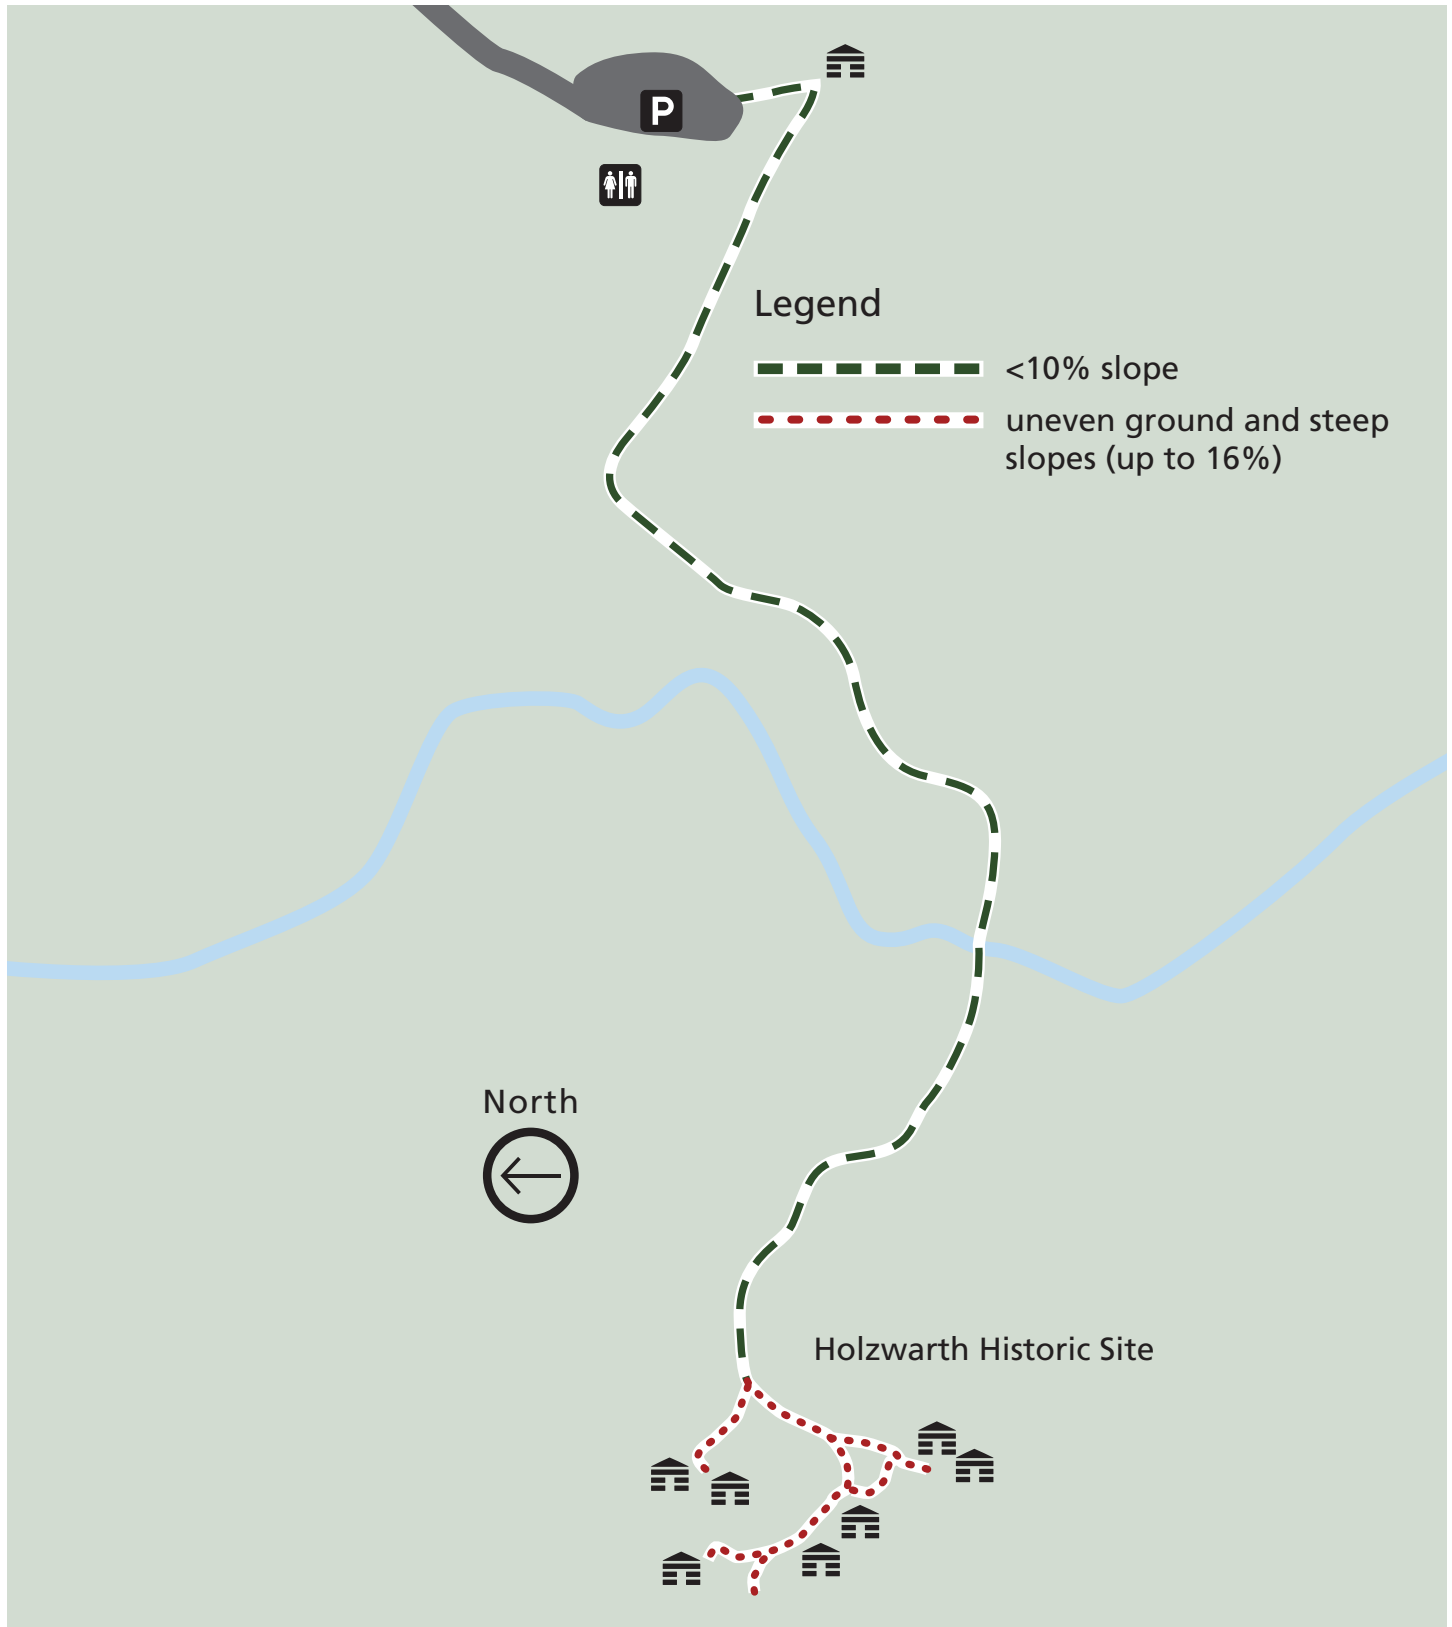 P
Legend
<10% slope
uneven ground and steep
slopes (up to 16%)
North
Holzwarth Historic Site